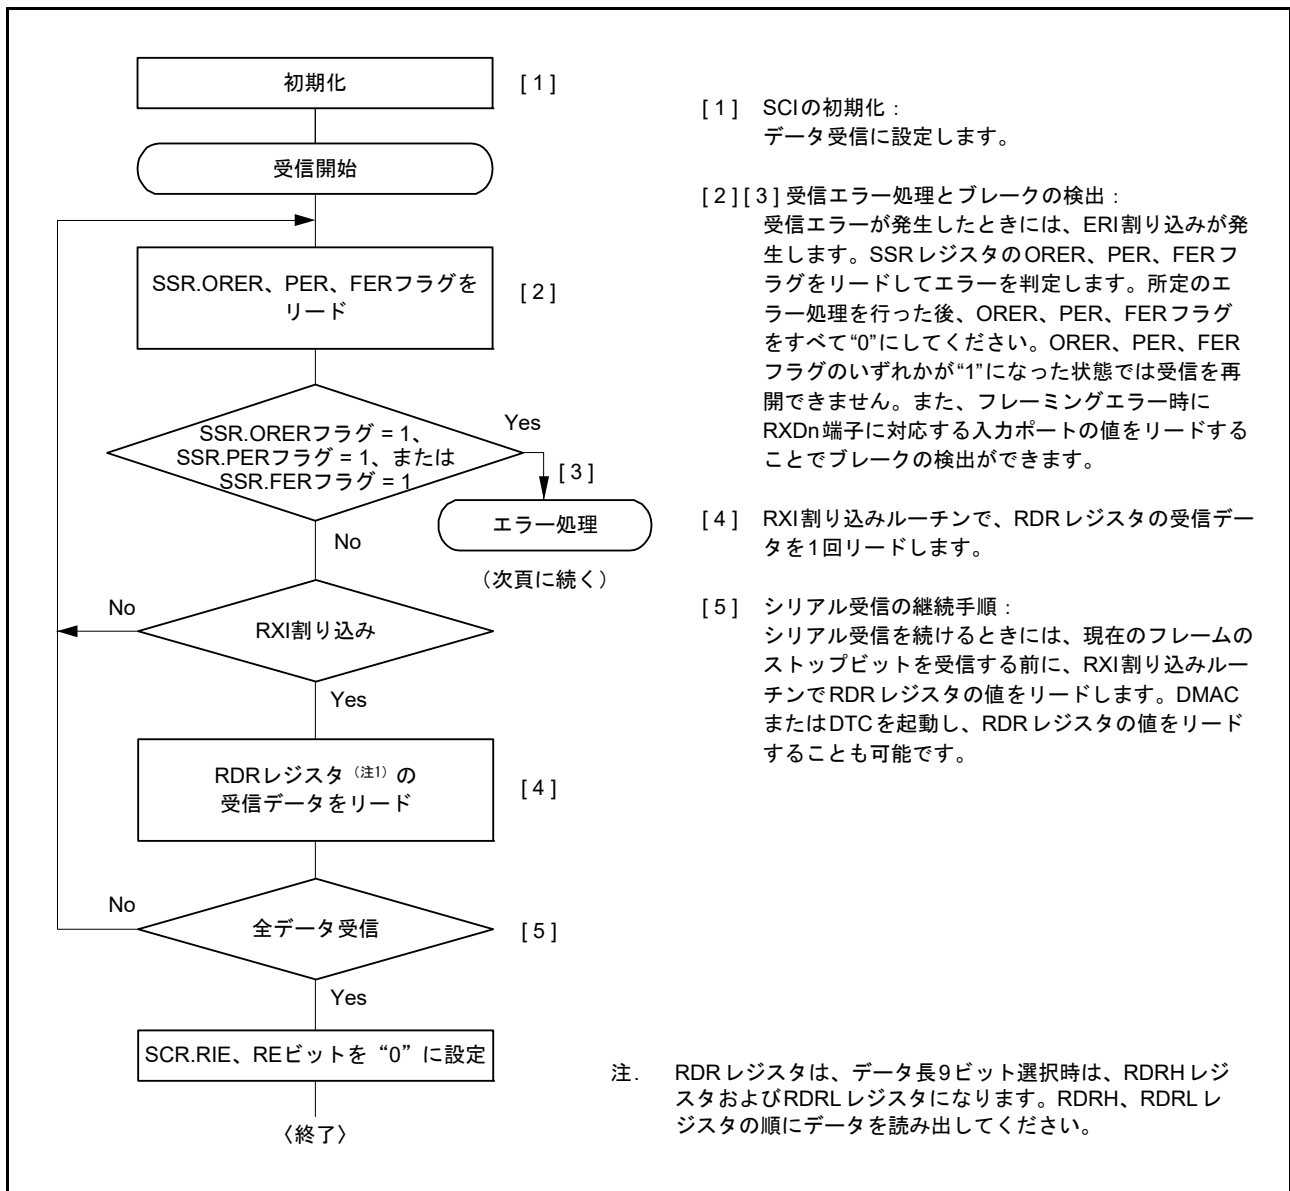 初期化
[ 1 ]
受信開始
SSR.ORER、PER、FERフラグを
リード
[ 2 ]
SSR.ORERフラグ = 1、
SSR.PERフラグ = 1、または
SSR.FERフラグ = 1
Yes
[ 3 ]
エラー処理
（次頁に続く）
No
RXI割り込み
No
Yes
RDRレジスタ（注1）の
受信データをリード
[ 4 ]
全データ受信
No
[ 5 ]
Yes
SCR.RIE、REビットを“0”に設定
〈終了〉
[ 1 ] SCIの初期化：
データ受信に設定します。
[ 2 ] [ 3 ] 受信エラー処理とブレークの検出：
受信エラーが発生したときには、ERI割り込みが発
生します。SSRレジスタのORER、PER、FERフ
ラグをリードしてエラーを判定します。所定のエ
ラー処理を行った後、ORER、PER、FERフラグ
をすべて“0”にしてください。ORER、PER、FER
フラグのいずれかが“1”になった状態では受信を再
開できません。また、フレーミングエラー時に
RXDn端子に対応する入力ポートの値をリードする
ことでブレークの検出ができます。
[ 4 ] RXI割り込みルーチンで、RDRレジスタの受信デー
タを1回リードします。
[ 5 ] シリアル受信の継続手順：
シリアル受信を続けるときには、現在のフレームの
ストップビットを受信する前に、RXI割り込みルー
チンでRDRレジスタの値をリードします。DMAC
またはDTCを起動し、RDRレジスタの値をリード
することも可能です。
注. RDRレジスタは、データ長9ビット選択時は、RDRHレジ
スタおよびRDRLレジスタになります。RDRH、RDRLレ
ジスタの順にデータを読み出してください。